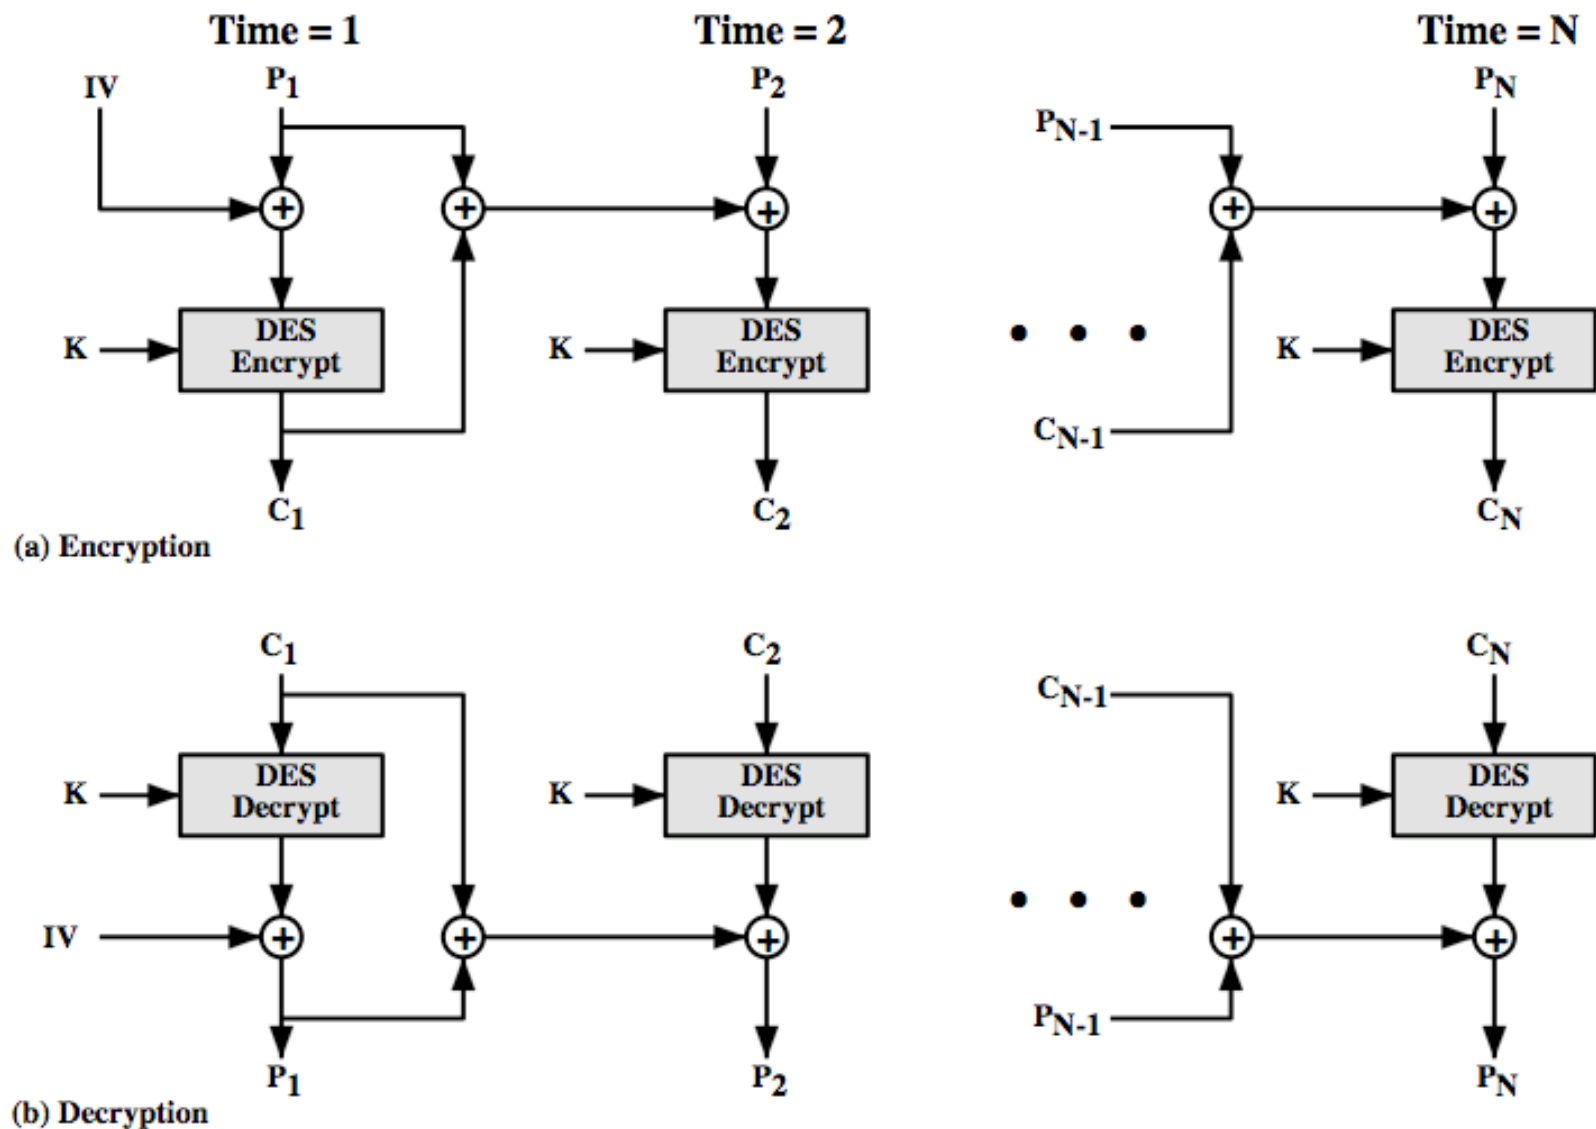 Time = 1 Time = 2 Time = N
IV P1 P2 PN
PN-1
+ + + + +
K DES Encrypt K DES Encrypt K DES Encrypt
CN-1
C1 C2 CN
(a) Encryption
C1 C2 CN
CN-1
K DES Decrypt K DES Decrypt K DES Decrypt
IV + + + + +
PN-1
P1 P2 PN
(b) Decryption